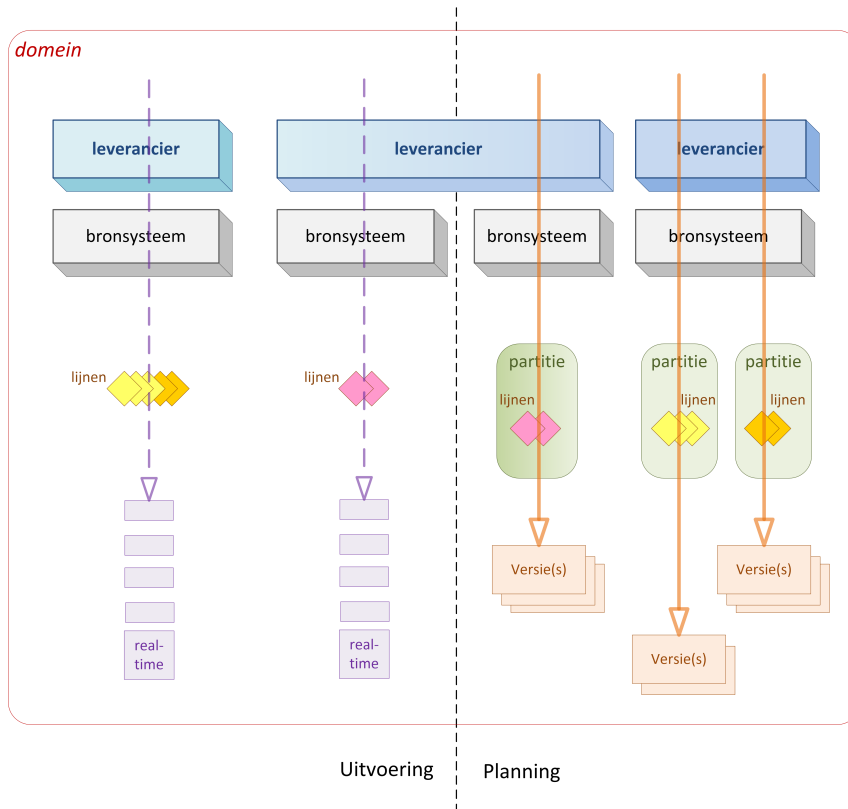 domein
leverancier
leverancier
leverancier
bronsysteem
bronsysteem
bronsysteem
bronsysteem
partitie
partitie
partitie
lijnen
lijnen
lijnen
lijnen
lijnen
Versie(s)
Versie(s)
real-
time
real-
time
Versie(s)
Uitvoering
Planning